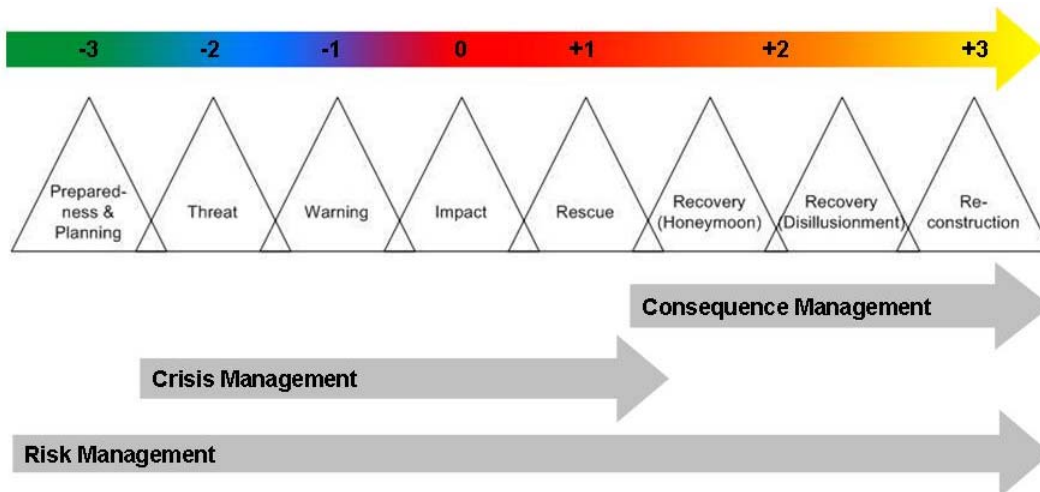 -3 -2 -1 0 +1 +2 +3
Prepared-
ness &
Planning
Threat
Warning
Impact
Rescue
Recovery
(Honeymoon)
Recovery
(Disillusionment)
Re-
construction
Consequence Management
Crisis Management
Risk Management